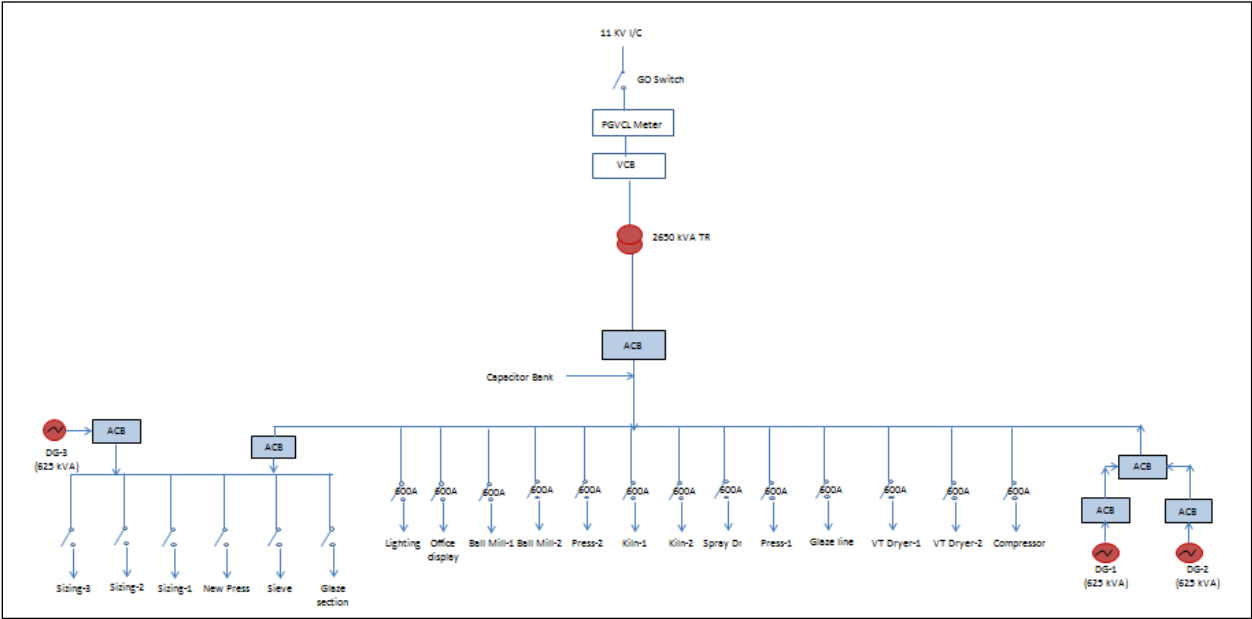 11 KV I/C
GO Switch
PGVCL Meter
VCB
2650 kVA TR
ACB
Capacitor Bank
ACB
DG-3
(625 kVA)
ACB
ACB
600A
600A
600A
600A
600A
600A
600A
600A
600A
600A
600A
600A
600A
Lighting
Office
display
Ball Mill-1
Ball Mill-2
Press-2
Kiln-1
Kiln-2
Spray Dr
Press-1
Glaze line
VT Dryer-1
VT Dryer-2
Compressor
ACB
ACB
DG-1
(625 kVA)
DG-2
(625 kVA)
Sizing-3
Sizing-2
Sizing-1
New Press
Sieve
Glaze
section